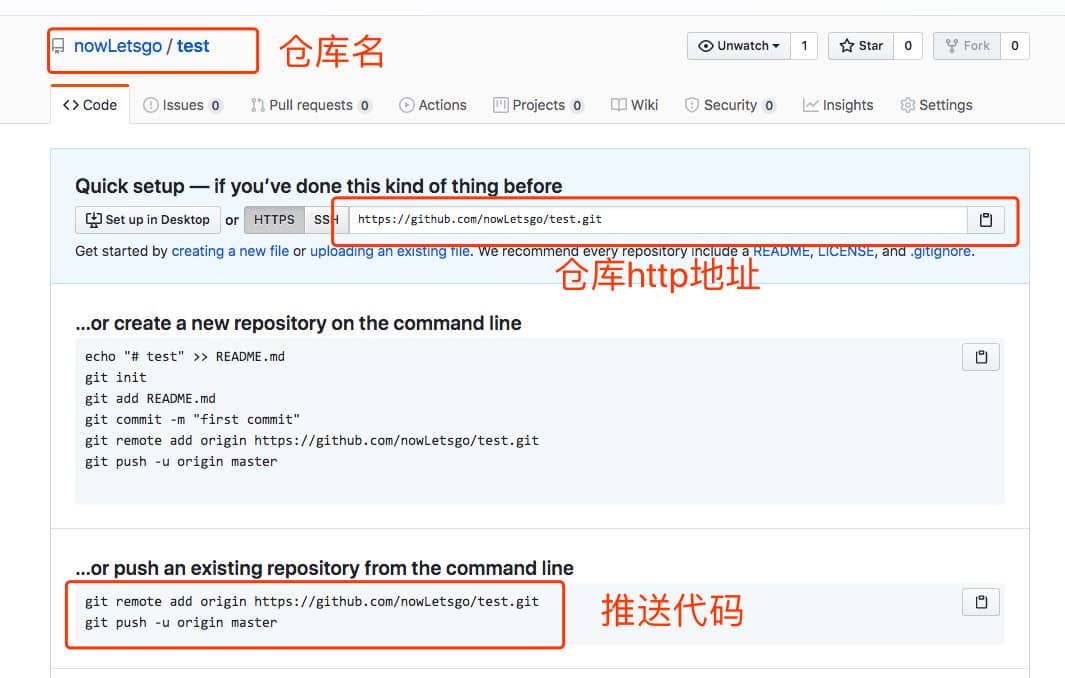 nowLetsgo / test
仓库名
Unwatch 1 Star 0 Fork 0
Code Issues 0 Pull requests 0 Actions Projects 0 Wiki Security 0 Insights Settings
Quick setup — if you’ve done this kind of thing before
Set up in Desktop or HTTPS SSH https://github.com/nowLetsgo/test.git
Get started by creating a new file or uploading an existing file. We recommend every repository include a README, LICENSE, and .gitignore.
仓库http地址
...or create a new repository on the command line
echo "# test" >> README.md
git init
git add README.md
git commit -m "first commit"
git remote add origin https://github.com/nowLetsgo/test.git
git push -u origin master
...or push an existing repository from the command line
git remote add origin https://github.com/nowLetsgo/test.git
git push -u origin master
推送代码